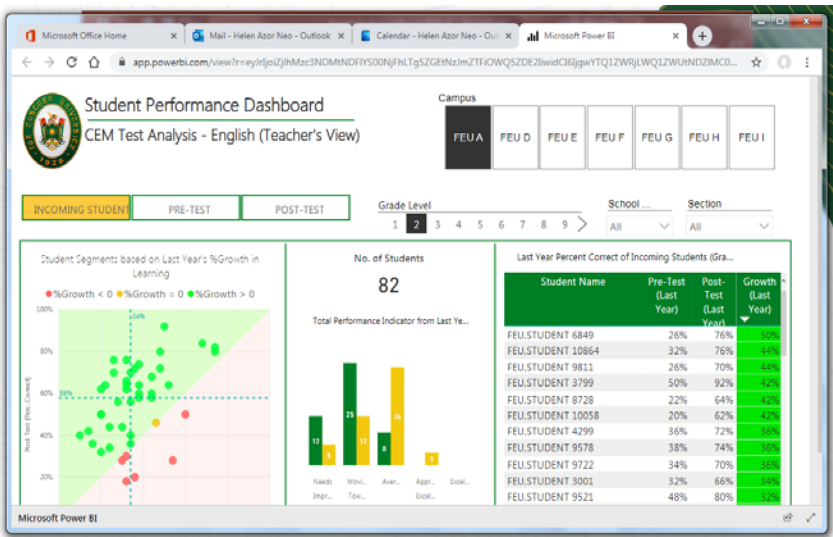 Microsoft Office Home
Mail - Helen Azor Neo - Outlook
Calendar - Helen Azor Neo - Ou
Microsoft Power BI
Student Performance Dashboard
CEM Test Analysis - English (Teacher's View)
Campus
FEU A FEU D FEU E FEU F FEU G FEU H FEU I
INCOMING STUDENT PRE-TEST POST-TEST
Grade Level
1 2 3 4 5 6 7 8 9
School ... Section
All All
Student Segments based on Last Year's %Growth in
Learning
%Growth < 0 %Growth = 0 %Growth > 0
100%
80%
60%
40%
20%
26%
58%
Post-Test (Perc. Correct)
No. of Students
82
Total Performance Indicator from Last Ye...
12 5 25 12 8 24 3
Needs Impr...
Movi... Tow...
Aver...
Appr... Excel...
Excel...
Last Year Percent Correct of Incoming Students (Gra...
Student Name Pre-Test (Last Year) Post-Test (Last Year) Growth (Last Year)
FEU,STUDENT 6849 26% 76% 50%
FEU,STUDENT 10864 32% 76% 44%
FEU,STUDENT 9811 26% 70% 44%
FEU,STUDENT 3799 50% 92% 42%
FEU,STUDENT 8728 22% 64% 42%
FEU,STUDENT 10058 20% 62% 42%
FEU,STUDENT 4299 36% 72% 36%
FEU,STUDENT 9578 38% 74% 36%
FEU,STUDENT 9722 34% 70% 36%
FEU,STUDENT 3001 32% 66% 34%
FEU,STUDENT 9521 48% 80% 32%
Microsoft Power BI